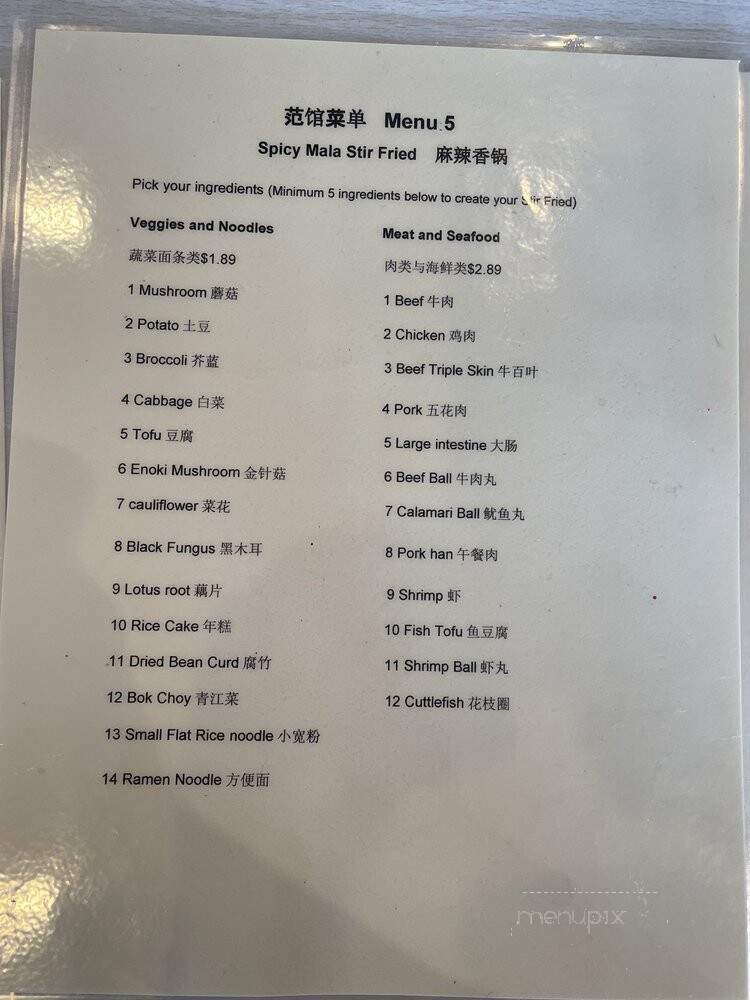 范馆菜单 Menu 5
Spicy Mala Stir Fried 麻辣香锅
Pick your ingredients (Minimum 5 ingredients below to create your Stir Fried)
Veggies and Noodles
蔬菜面条类$1.89
1 Mushroom 蘑菇
2 Potato 土豆
3 Broccoli 芥蓝
4 Cabbage 白菜
5 Tofu 豆腐
6 Enoki Mushroom 金针菇
7 cauliflower 菜花
8 Black Fungus 黑木耳
9 Lotus root 藕片
10 Rice Cake 年糕
11 Dried Bean Curd 腐竹
12 Bok Choy 青江菜
13 Small Flat Rice noodle 小宽粉
14 Ramen Noodle 方便面
Meat and Seafood
肉类与海鲜类$2.89
1 Beef 牛肉
2 Chicken 鸡肉
3 Beef Triple Skin 牛百叶
4 Pork 五花肉
5 Large intestine 大肠
6 Beef Ball 牛肉丸
7 Calamari Ball 鱿鱼丸
8 Pork han 午餐肉
9 Shrimp 虾
10 Fish Tofu 鱼豆腐
11 Shrimp Ball 虾丸
12 Cuttlefish 花枝圈
menupix